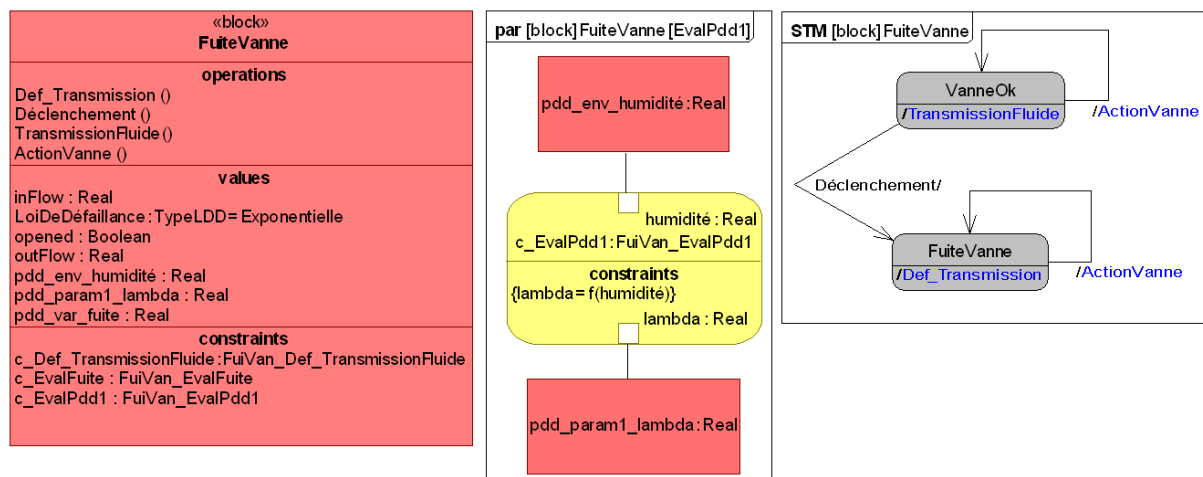 «block»
FuiteVanne
operations
Def_Transmission ()
Déclenchement ()
TransmissionFluide()
ActionVanne ()
values
inFlow : Real
LoiDeDéfaillance:TypeLDD= Exponentielle
opened : Boolean
outFlow : Real
pdd_env_humidité : Real
pdd_param1_lambda : Real
pdd_var_fuite : Real
constraints
c_Def_TransmissionFluide:FuiVan_Def_TransmissionFluide
c_EvalFuite : FuiVan_EvalFuite
c_EvalPdd1 : FuiVan_EvalPdd1
par [block] FuiteVanne [EvalPdd1]
pdd_env_humidité:Real
humidité : Real
c_EvalPdd1:FuiVan_EvalPdd1
constraints
{lambda= f(humidité)}
lambda : Real
pdd_param1_lambda:Real
STM [block] FuiteVanne
VanneOk
/TransmissionFluide
/ActionVanne
Déclenchement/
FuiteVanne
/Def_Transmission
/ActionVanne